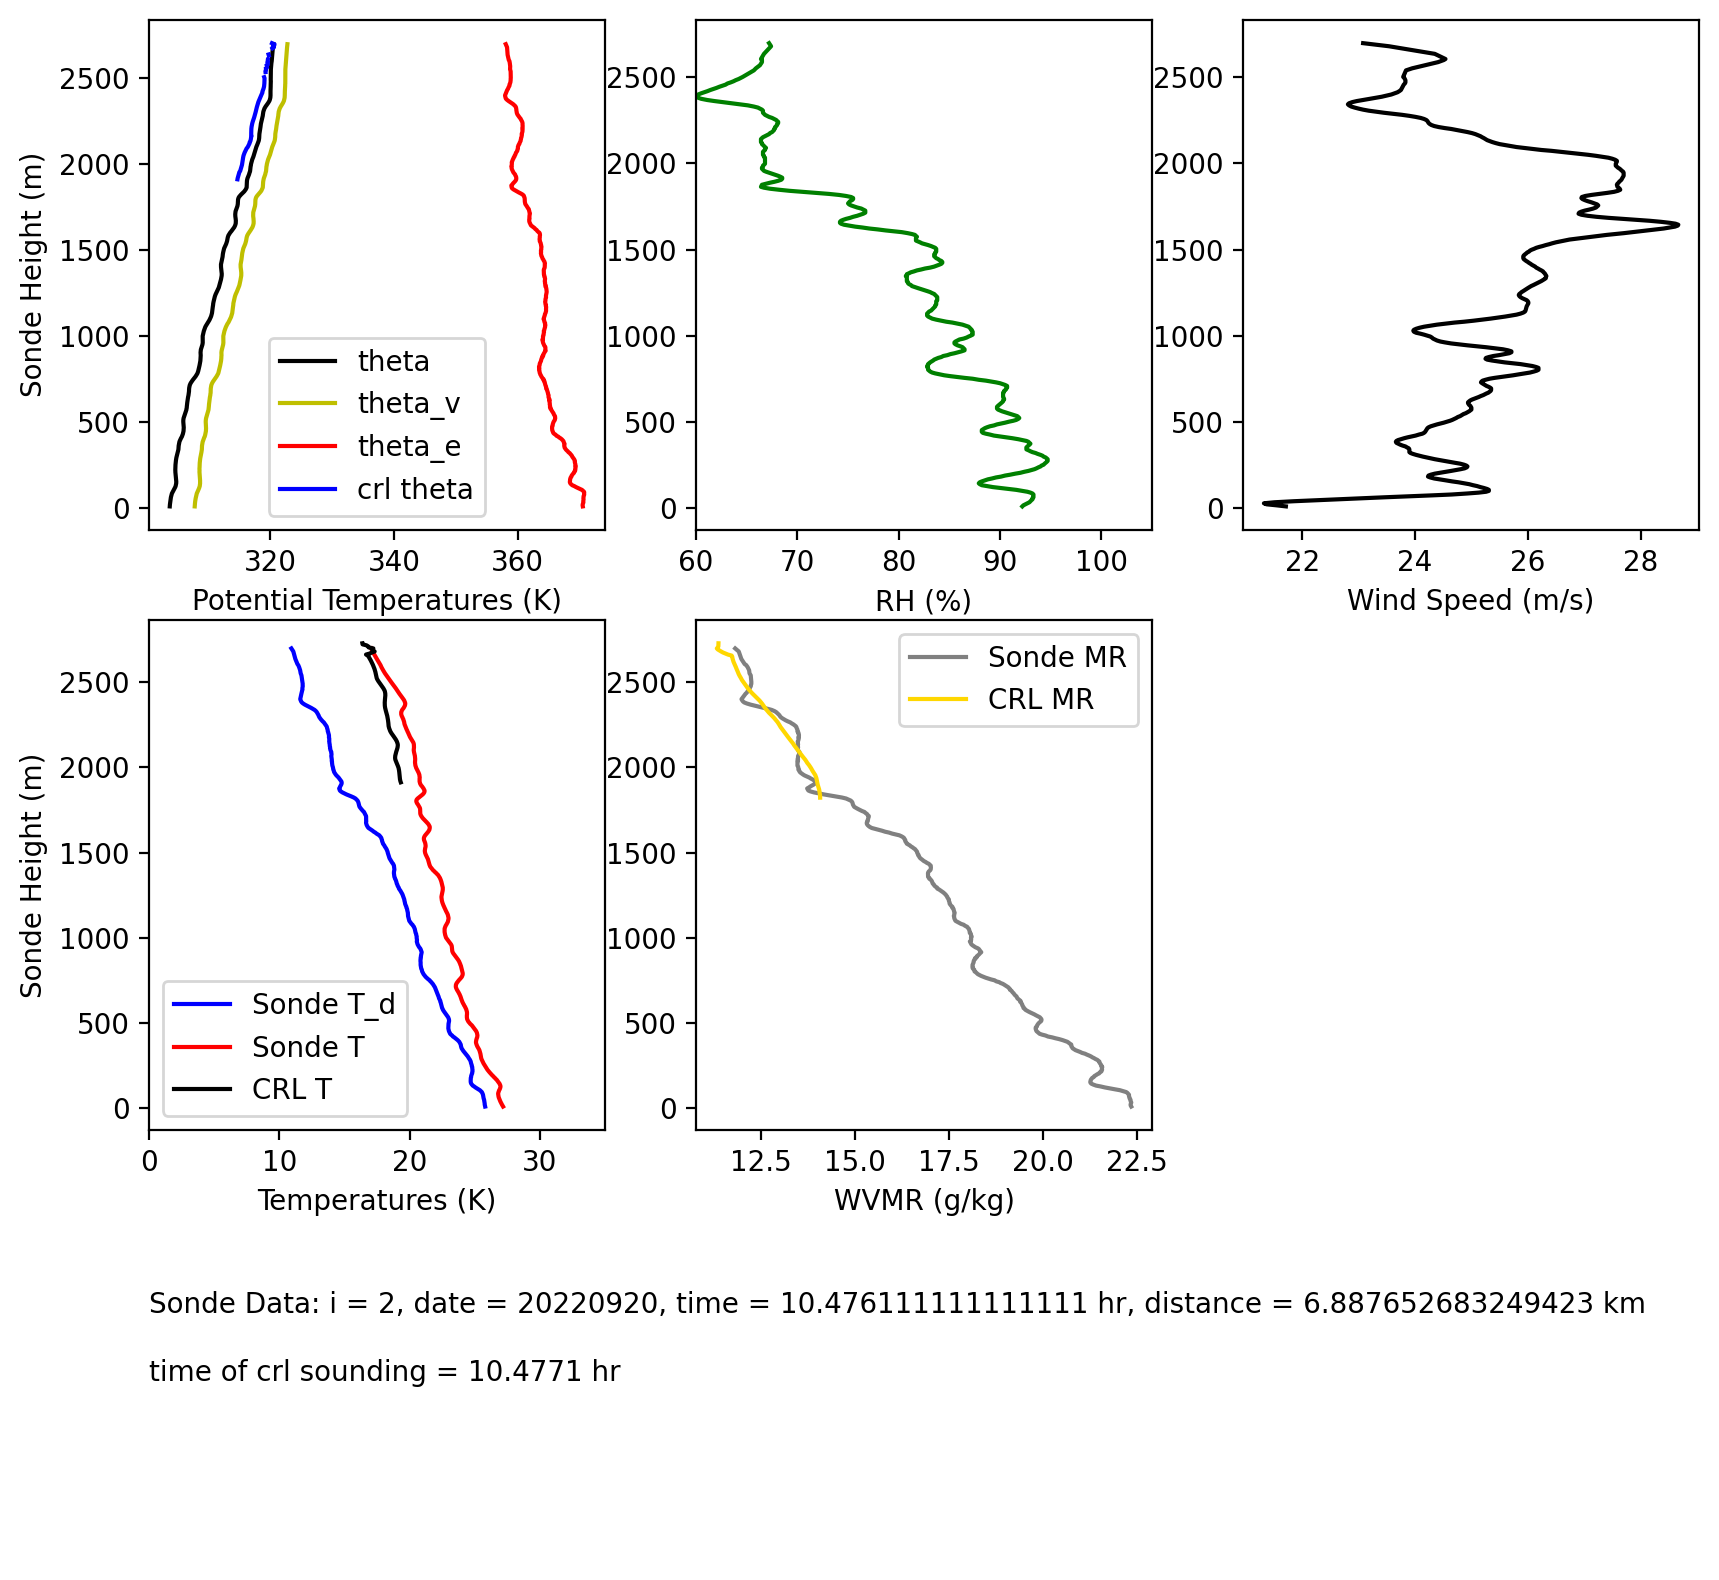 2500
2000
1500
1000
500
0
Sonde Height (m)
theta
theta_v
theta_e
crl theta
320
340
360
Potential Temperatures (K)
2500
2000
1500
1000
500
0
60
70
80
90
100
RH (%)
2500
2000
1500
1000
500
0
22
24
26
28
Wind Speed (m/s)
2500
2000
1500
1000
500
0
Sonde Height (m)
Sonde T_d
Sonde T
CRL T
0
10
20
30
Temperatures (K)
2500
2000
1500
1000
500
0
Sonde MR
CRL MR
12.5
15.0
17.5
20.0
22.5
WVMR (g/kg)
Sonde Data: i = 2, date = 20220920, time = 10.476111111111111 hr, distance = 6.887652683249423 km
time of crl sounding = 10.4771 hr